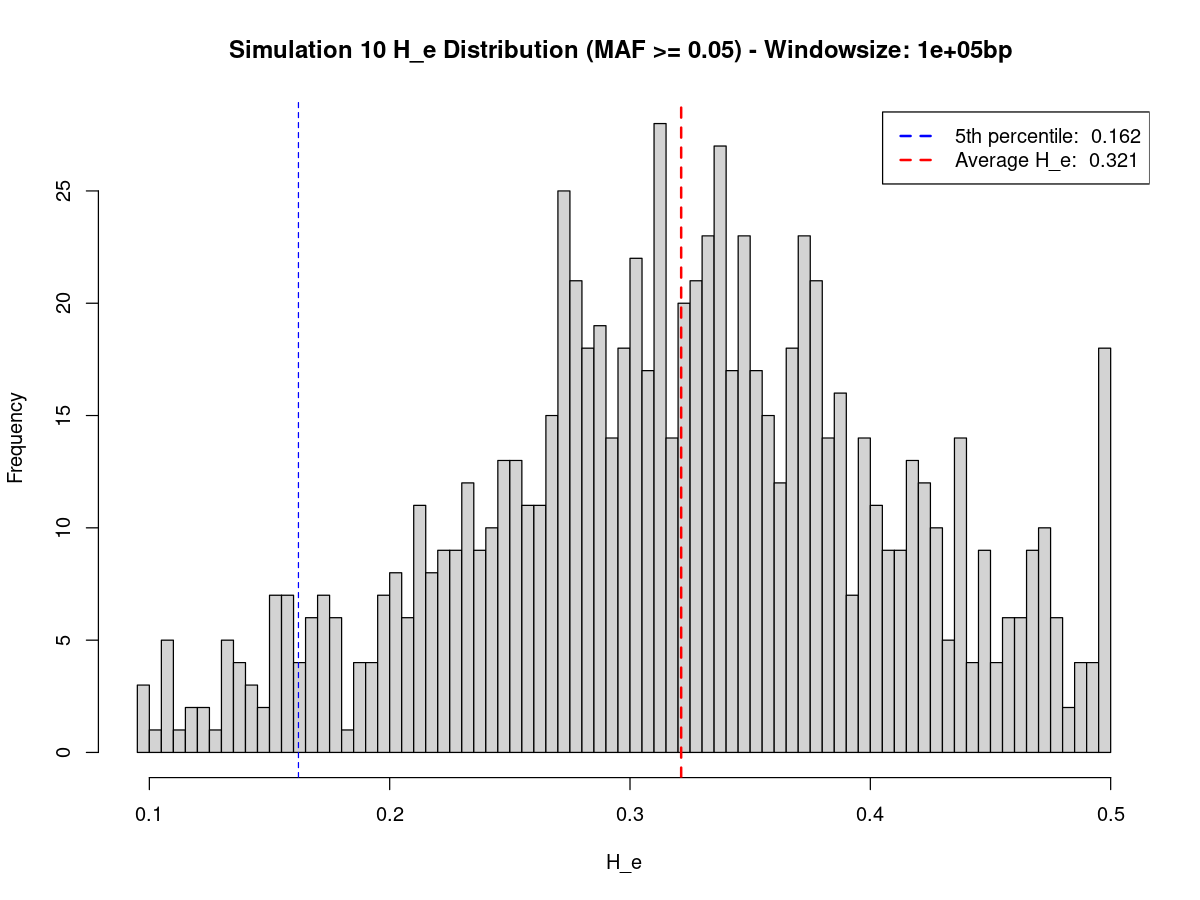 Simulation 10 H_e Distribution (MAF >= 0.05) - Windowsize: 1e+05bp
5th percentile:  0.162
Average H_e:  0.321
Frequency
25
20
15
10
5
0
0.1 0.2 0.3 0.4 0.5
H_e